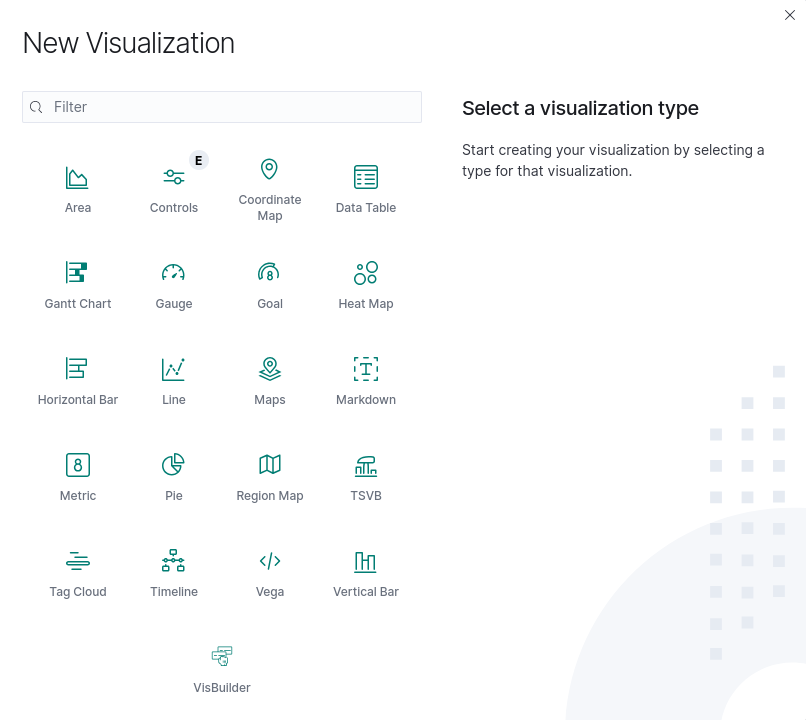 New Visualization
Filter
Select a visualization type
Start creating your visualization by selecting a
type for that visualization.
E
Area
Controls
Coordinate
Map
Data Table
Gantt Chart
Gauge
8
Goal
Heat Map
Horizontal Bar
Line
Maps
T
Markdown
8
Metric
Pie
Region Map
TSVB
Tag Cloud
Timeline
Vega
Vertical Bar
VisBuilder